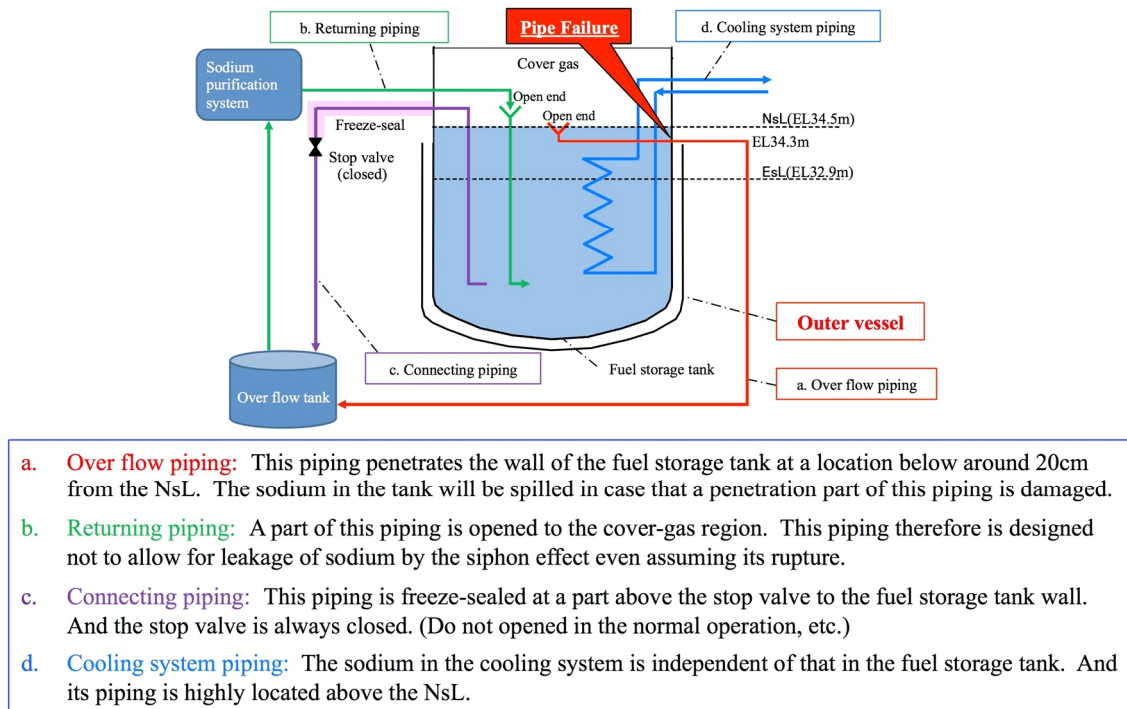 b. Returning piping
Pipe Failure
d. Cooling system piping
Sodium
purification
system
Cover gas
Open end
Open end
NsL(EL34.5m)
Freeze-seal
EL34.3m
Stop valve
(closed)
EsL(EL32.9m)
Outer vessel
c. Connecting piping
Fuel storage tank
a. Over flow piping
Over flow tank
a. Over flow piping: This piping penetrates the wall of the fuel storage tank at a location below around 20cm
from the NsL. The sodium in the tank will be spilled in case that a penetration part of this piping is damaged.
b. Returning piping: A part of this piping is opened to the cover-gas region. This piping therefore is designed
not to allow for leakage of sodium by the siphon effect even assuming its rupture.
c. Connecting piping: This piping is freeze-sealed at a part above the stop valve to the fuel storage tank wall.
And the stop valve is always closed. (Do not opened in the normal operation, etc.)
d. Cooling system piping: The sodium in the cooling system is independent of that in the fuel storage tank. And
its piping is highly located above the NsL.